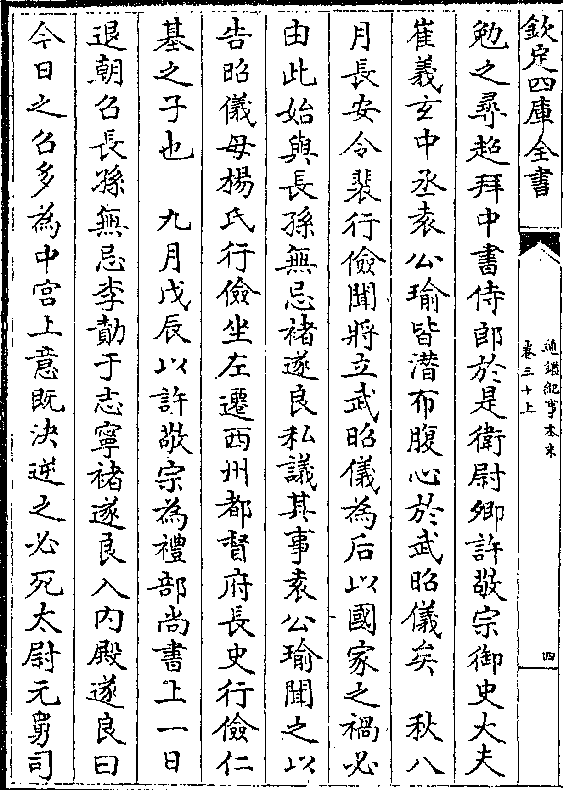 欽定四庫全書
通鑑紀事本末
卷三十上
四
勉之尋超拜中書侍郎於是衛尉卿許敬宗御史大夫
崔義玄中丞袁公瑜皆潛布腹心於武昭儀矣　秋八
月長安令裴行儉聞將立武昭儀為后以國家之禍必
由此始與長孫無忌褚遂良私議其事袁公瑜聞之以
告昭儀母楊氏行儉坐左遷西州都督府長史行儉仁
基之子也　九月戊辰以許敬宗為禮部尚書上一日
退朝召長孫無忌李勣于志寧褚遂良入内殿遂良曰
今日之召多為中宫上意既決逆之必死太尉元舅司